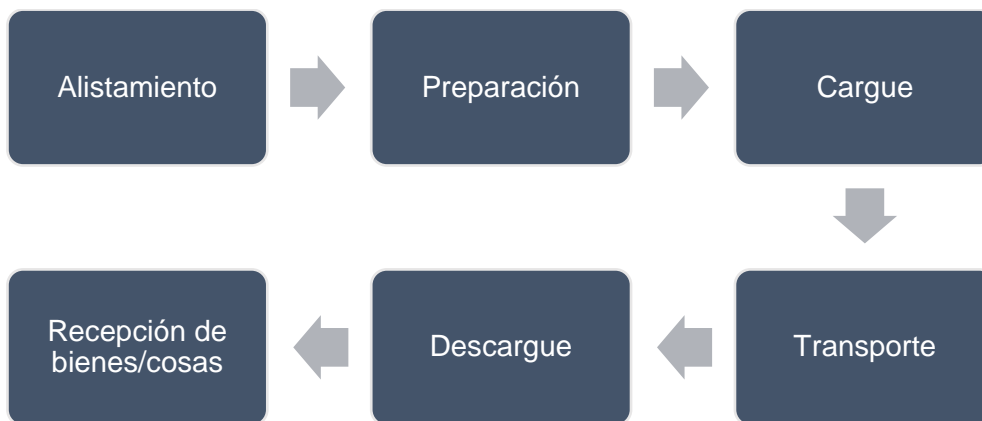 Alistamiento
Preparación
Cargue
Transporte
Descargue
Recepción de
bienes/cosas